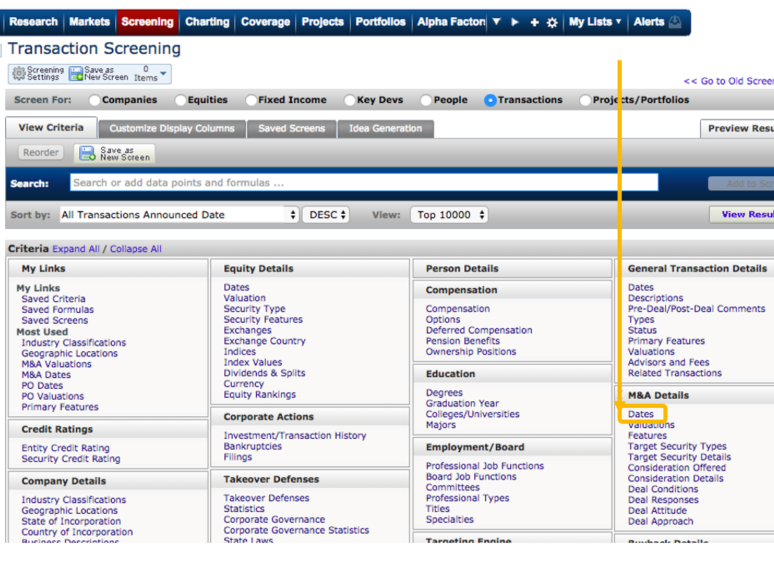 Research Markets Screening Charting Coverage Projects Portfolios Alpha Factor My Lists Alerts
Transaction Screening
Screening Settings Save as New Screen 0 Items
<< Go to Old Scree
Screen For: Companies Equities Fixed Income Key Devs People Transactions Projects/Portfolios
View Criteria Customize Display Columns Saved Screens Idea Generation Preview Resu
Reorder Save as New Screen
Search: Search or add data points and formulas ... Add to Sc
Sort by: All Transactions Announced Date DESC View: Top 10000 View Resul
Criteria Expand All / Collapse All
My Links
My Links
Saved Criteria
Saved Formulas
Saved Screens
Most Used
Industry Classifications
Geographic Locations
M&A Valuations
M&A Dates
PO Dates
PO Valuations
Primary Features
Credit Ratings
Entity Credit Rating
Security Credit Rating
Company Details
Industry Classifications
Geographic Locations
State of Incorporation
Country of Incorporation
Business Descriptions
Equity Details
Dates
Valuation
Security Type
Security Features
Exchanges
Exchange Country
Indices
Index Values
Dividends & Splits
Currency
Equity Rankings
Corporate Actions
Investment/Transaction History
Bankruptcies
Filings
Takeover Defenses
Takeover Defenses
Statistics
Corporate Governance
Corporate Governance Statistics
State Laws
Person Details
Compensation
Compensation
Options
Deferred Compensation
Pension Benefits
Ownership Positions
Education
Degrees
Graduation Year
Colleges/Universities
Majors
Employment/Board
Professional Job Functions
Board Job Functions
Committees
Professional Types
Titles
Specialties
Targeting Engine
General Transaction Details
Dates
Descriptions
Pre-Deal/Post-Deal Comments
Types
Status
Primary Features
Valuations
Advisors and Fees
Related Transactions
M&A Details
Dates
Valuations
Features
Target Security Types
Target Security Details
Consideration Offered
Consideration Details
Deal Conditions
Deal Responses
Deal Attitude
Deal Approach
Buyback Details